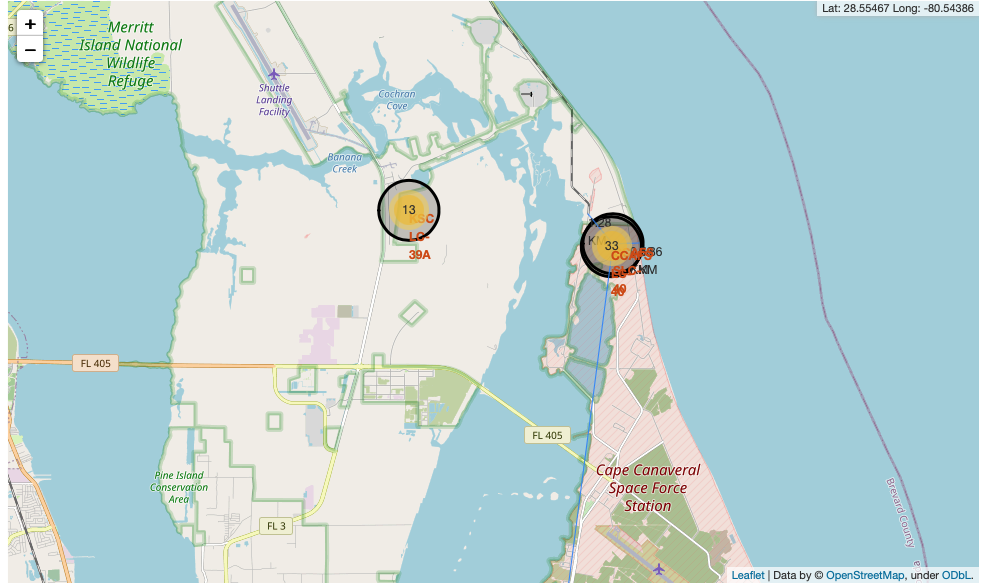 Lat: 28.55467 Long: -80.54386
+
−
6
Merritt
Island National
Wildlife
Refuge
Shuttle
Landing
Facility
Cochran
Cove
Banana
Creek
13
KSC
LC-
39A
33
FL 405
FL 405
Cape Canaveral
Space Force
Station
Pine Island
Conservation
Area
FL 3
Brevard County
Leaflet | Data by © OpenStreetMap, under ODbL.